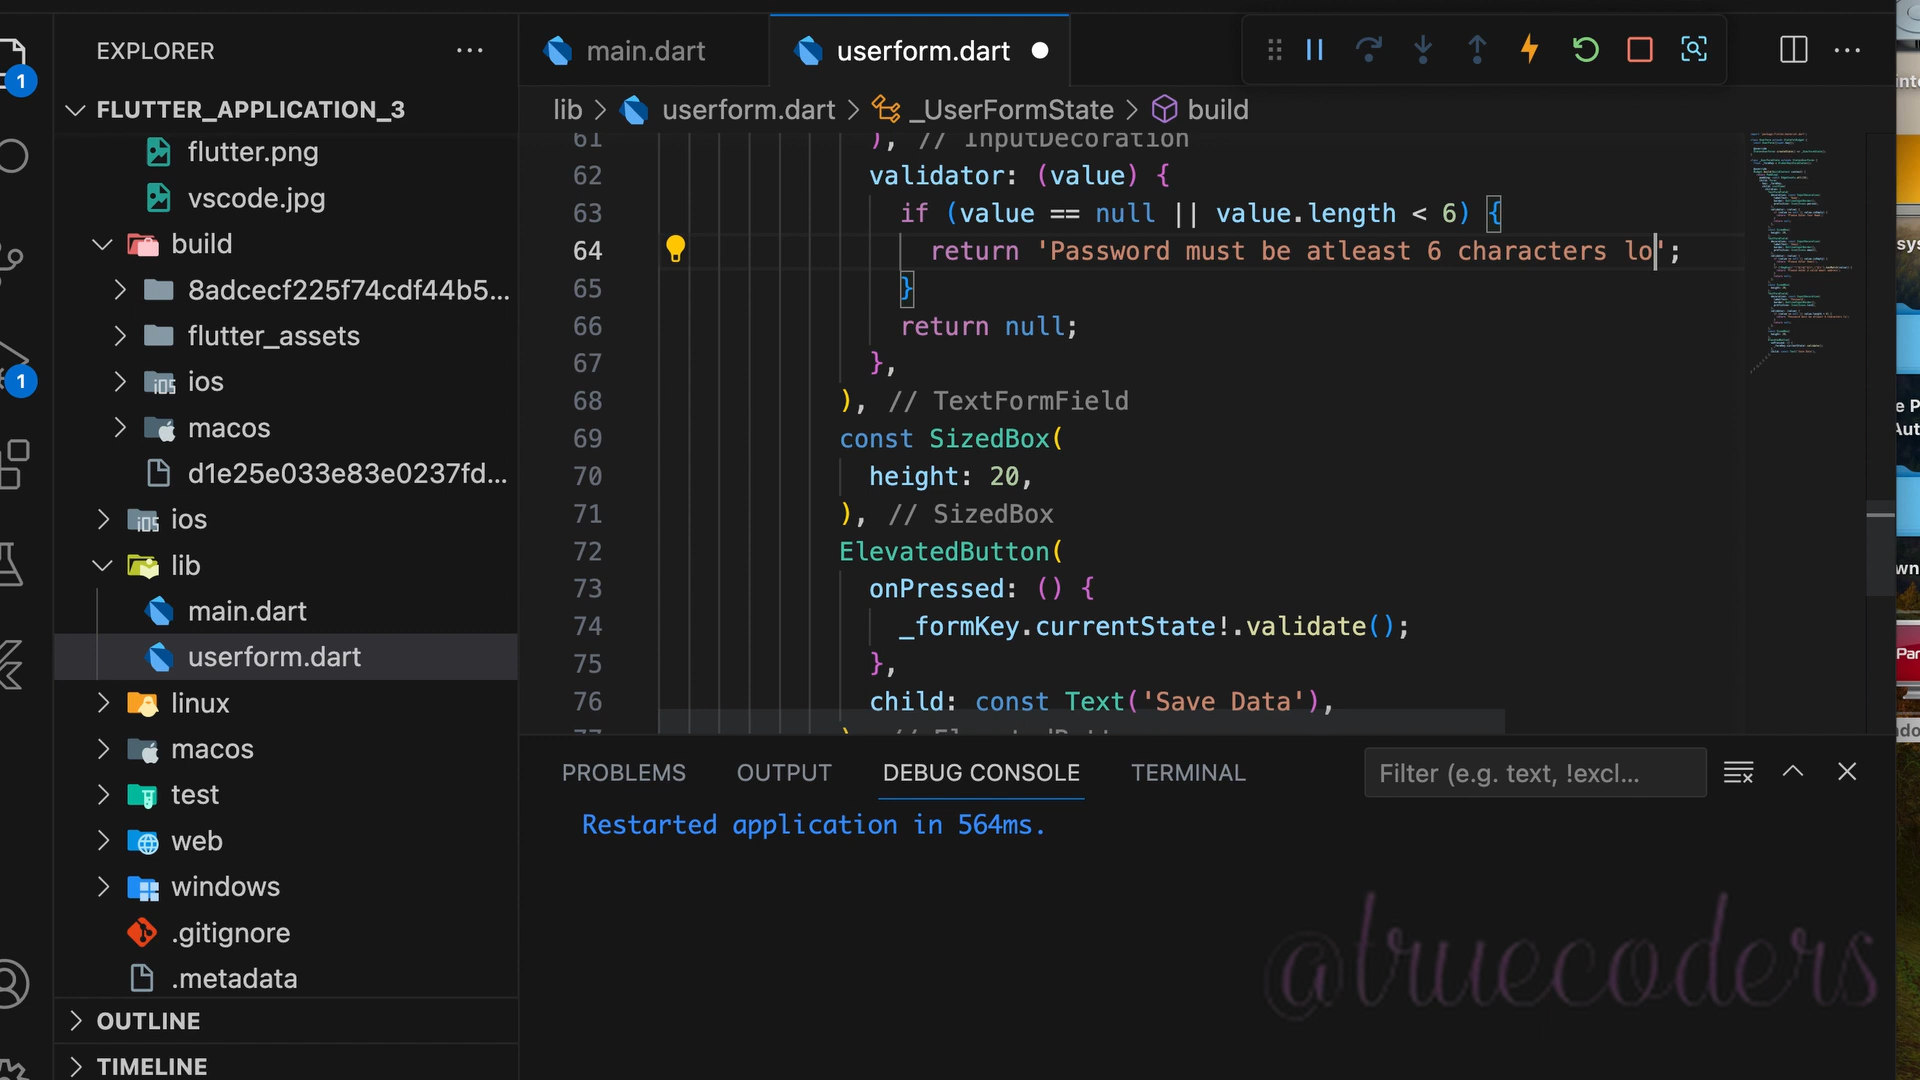 EXPLORER
main.dart
userform.dart
FLUTTER_APPLICATION_3
lib
userform.dart
_UserFormState
build
flutter.png
vscode.jpg
build
8adcecf225f74cdf44b5...
flutter_assets
ios
macos
d1e25e033e83e0237fd...
ios
lib
main.dart
userform.dart
linux
macos
test
web
windows
.gitignore
.metadata
OUTLINE
TIMELINE
1
1
61 ), // InputDecoration
62 validator: (value) {
63 if (value == null || value.length < 6) {
64 return 'Password must be atleast 6 characters lo';
65 }
66 return null;
67 },
68 ), // TextFormField
69 const SizedBox(
70 height: 20,
71 ), // SizedBox
72 ElevatedButton(
73 onPressed: () {
74 _formKey.currentState!.validate();
75 },
76 child: const Text('Save Data'),
PROBLEMS
OUTPUT
DEBUG CONSOLE
TERMINAL
Filter (e.g. text, !excl...
Restarted application in 564ms.
@truecoders